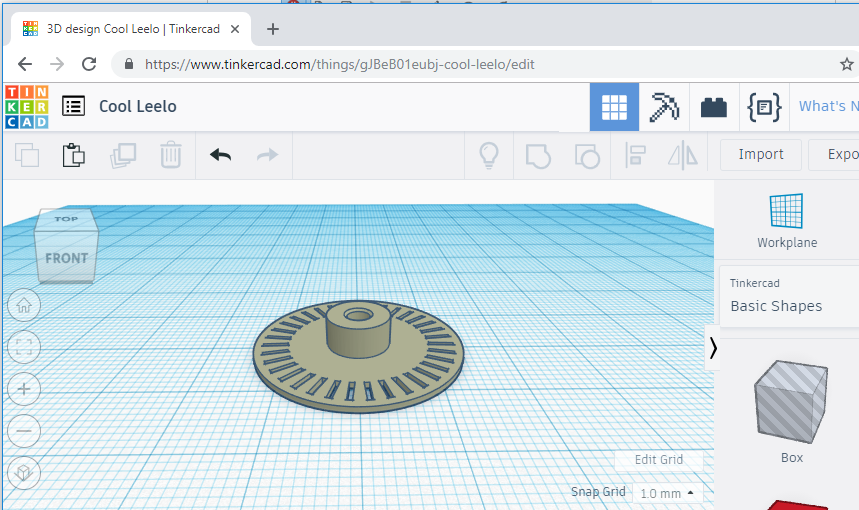 3D design Cool Leelo | Tinkercad
https://www.tinkercad.com/things/gJBeB01eubj-cool-leelo/edit
TIN
KER
CAD
Cool Leelo
What's N
Import
Expo
TOP
FRONT
Workplane
Tinkercad
Basic Shapes
Box
Edit Grid
Snap Grid 1.0 mm